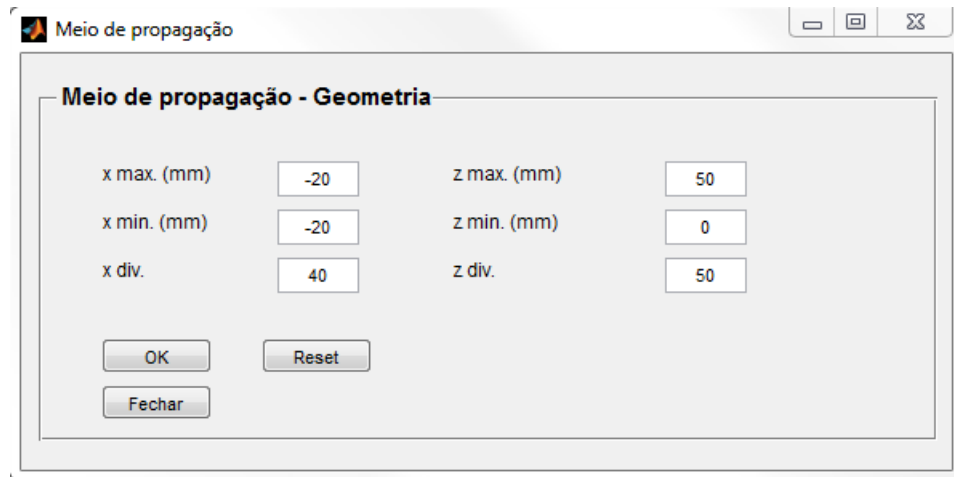 Meio de propagação
Meio de propagação - Geometria
x max. (mm) -20 z max. (mm) 50
x min. (mm) -20 z min. (mm) 0
x div. 40 z div. 50
OK Reset
Fechar